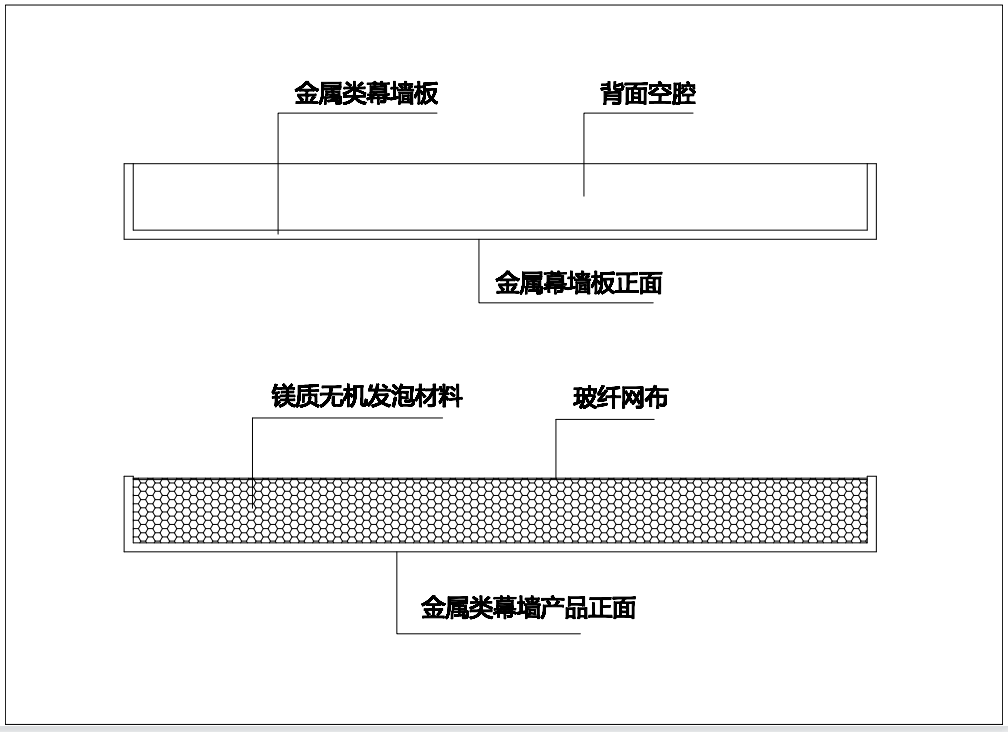 金属类幕墙板
背面空腔
金属幕墙板正面
镁质无机发泡材料
玻纤网布
金属类幕墙产品正面